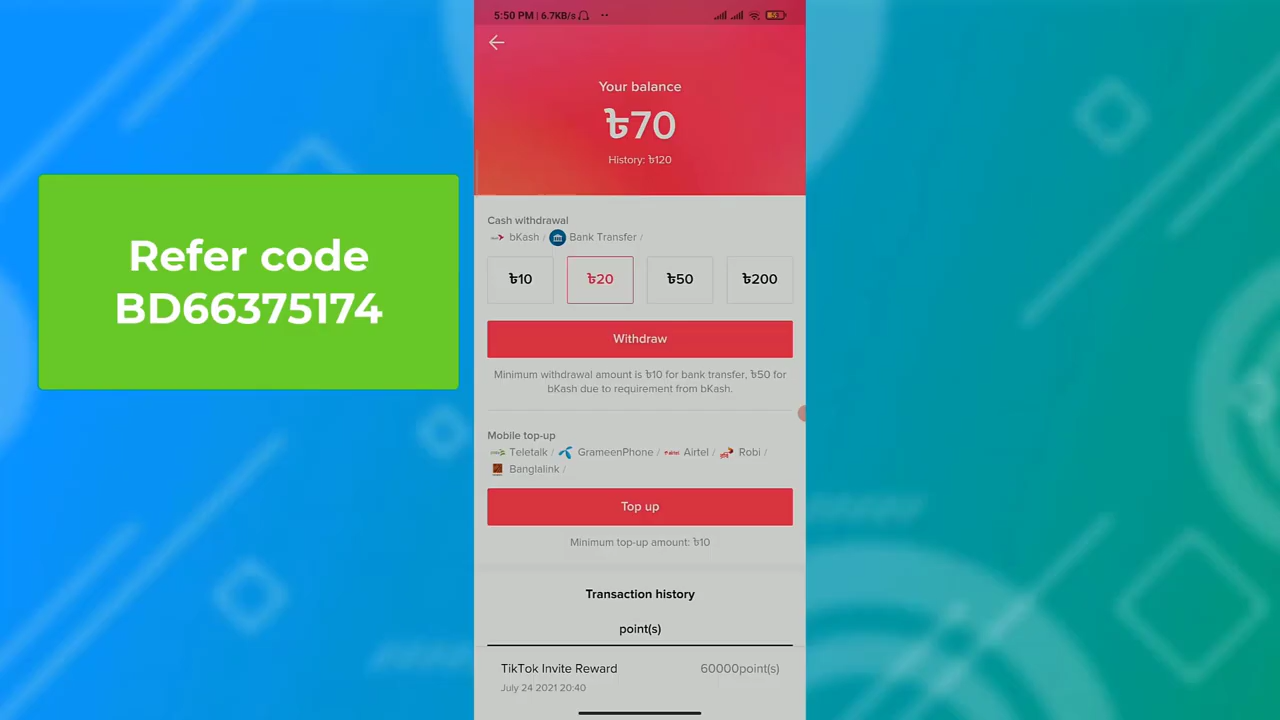 5:50 PM | 6.7KB/s
Refer code
BD66375174
Your balance
৳70
History: ৳120
Cash withdrawal
bKash / Bank Transfer /
৳10 ৳20 ৳50 ৳200
Withdraw
Minimum withdrawal amount is ৳10 for bank transfer, ৳50 for
bKash due to requirement from bKash.
Mobile top-up
Teletalk / GrameenPhone / Airtel / Robi /
Banglalink /
Top up
Minimum top-up amount: ৳10
Transaction history
point(s)
TikTok Invite Reward 60000point(s)
July 24 2021 20:40